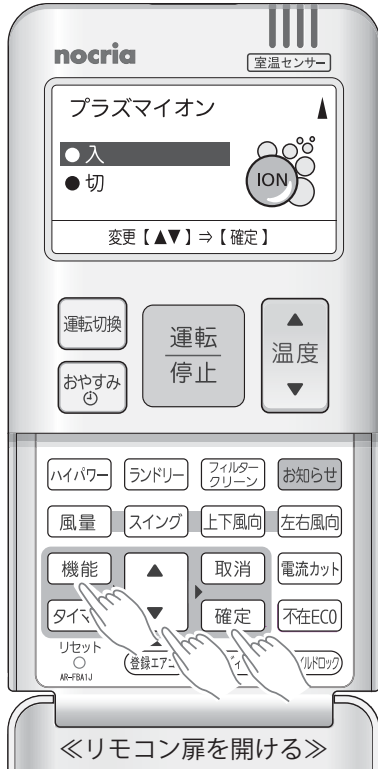 nocria
室温センサー
プラズマイオン
●入
●切
ION
変更【▲▼】⇒【確定】
運転切換
おやすみ
運転
停止
▲
温度
▼
ハイパワー ランドリー フィルタークリーン お知らせ
風量 スイング 上下風向 左右風向
機能 ▲ 取消 電流カット
▼ 確定 不在ECO
リセット
AR-FBA1J
≪リモコン扉を開ける≫